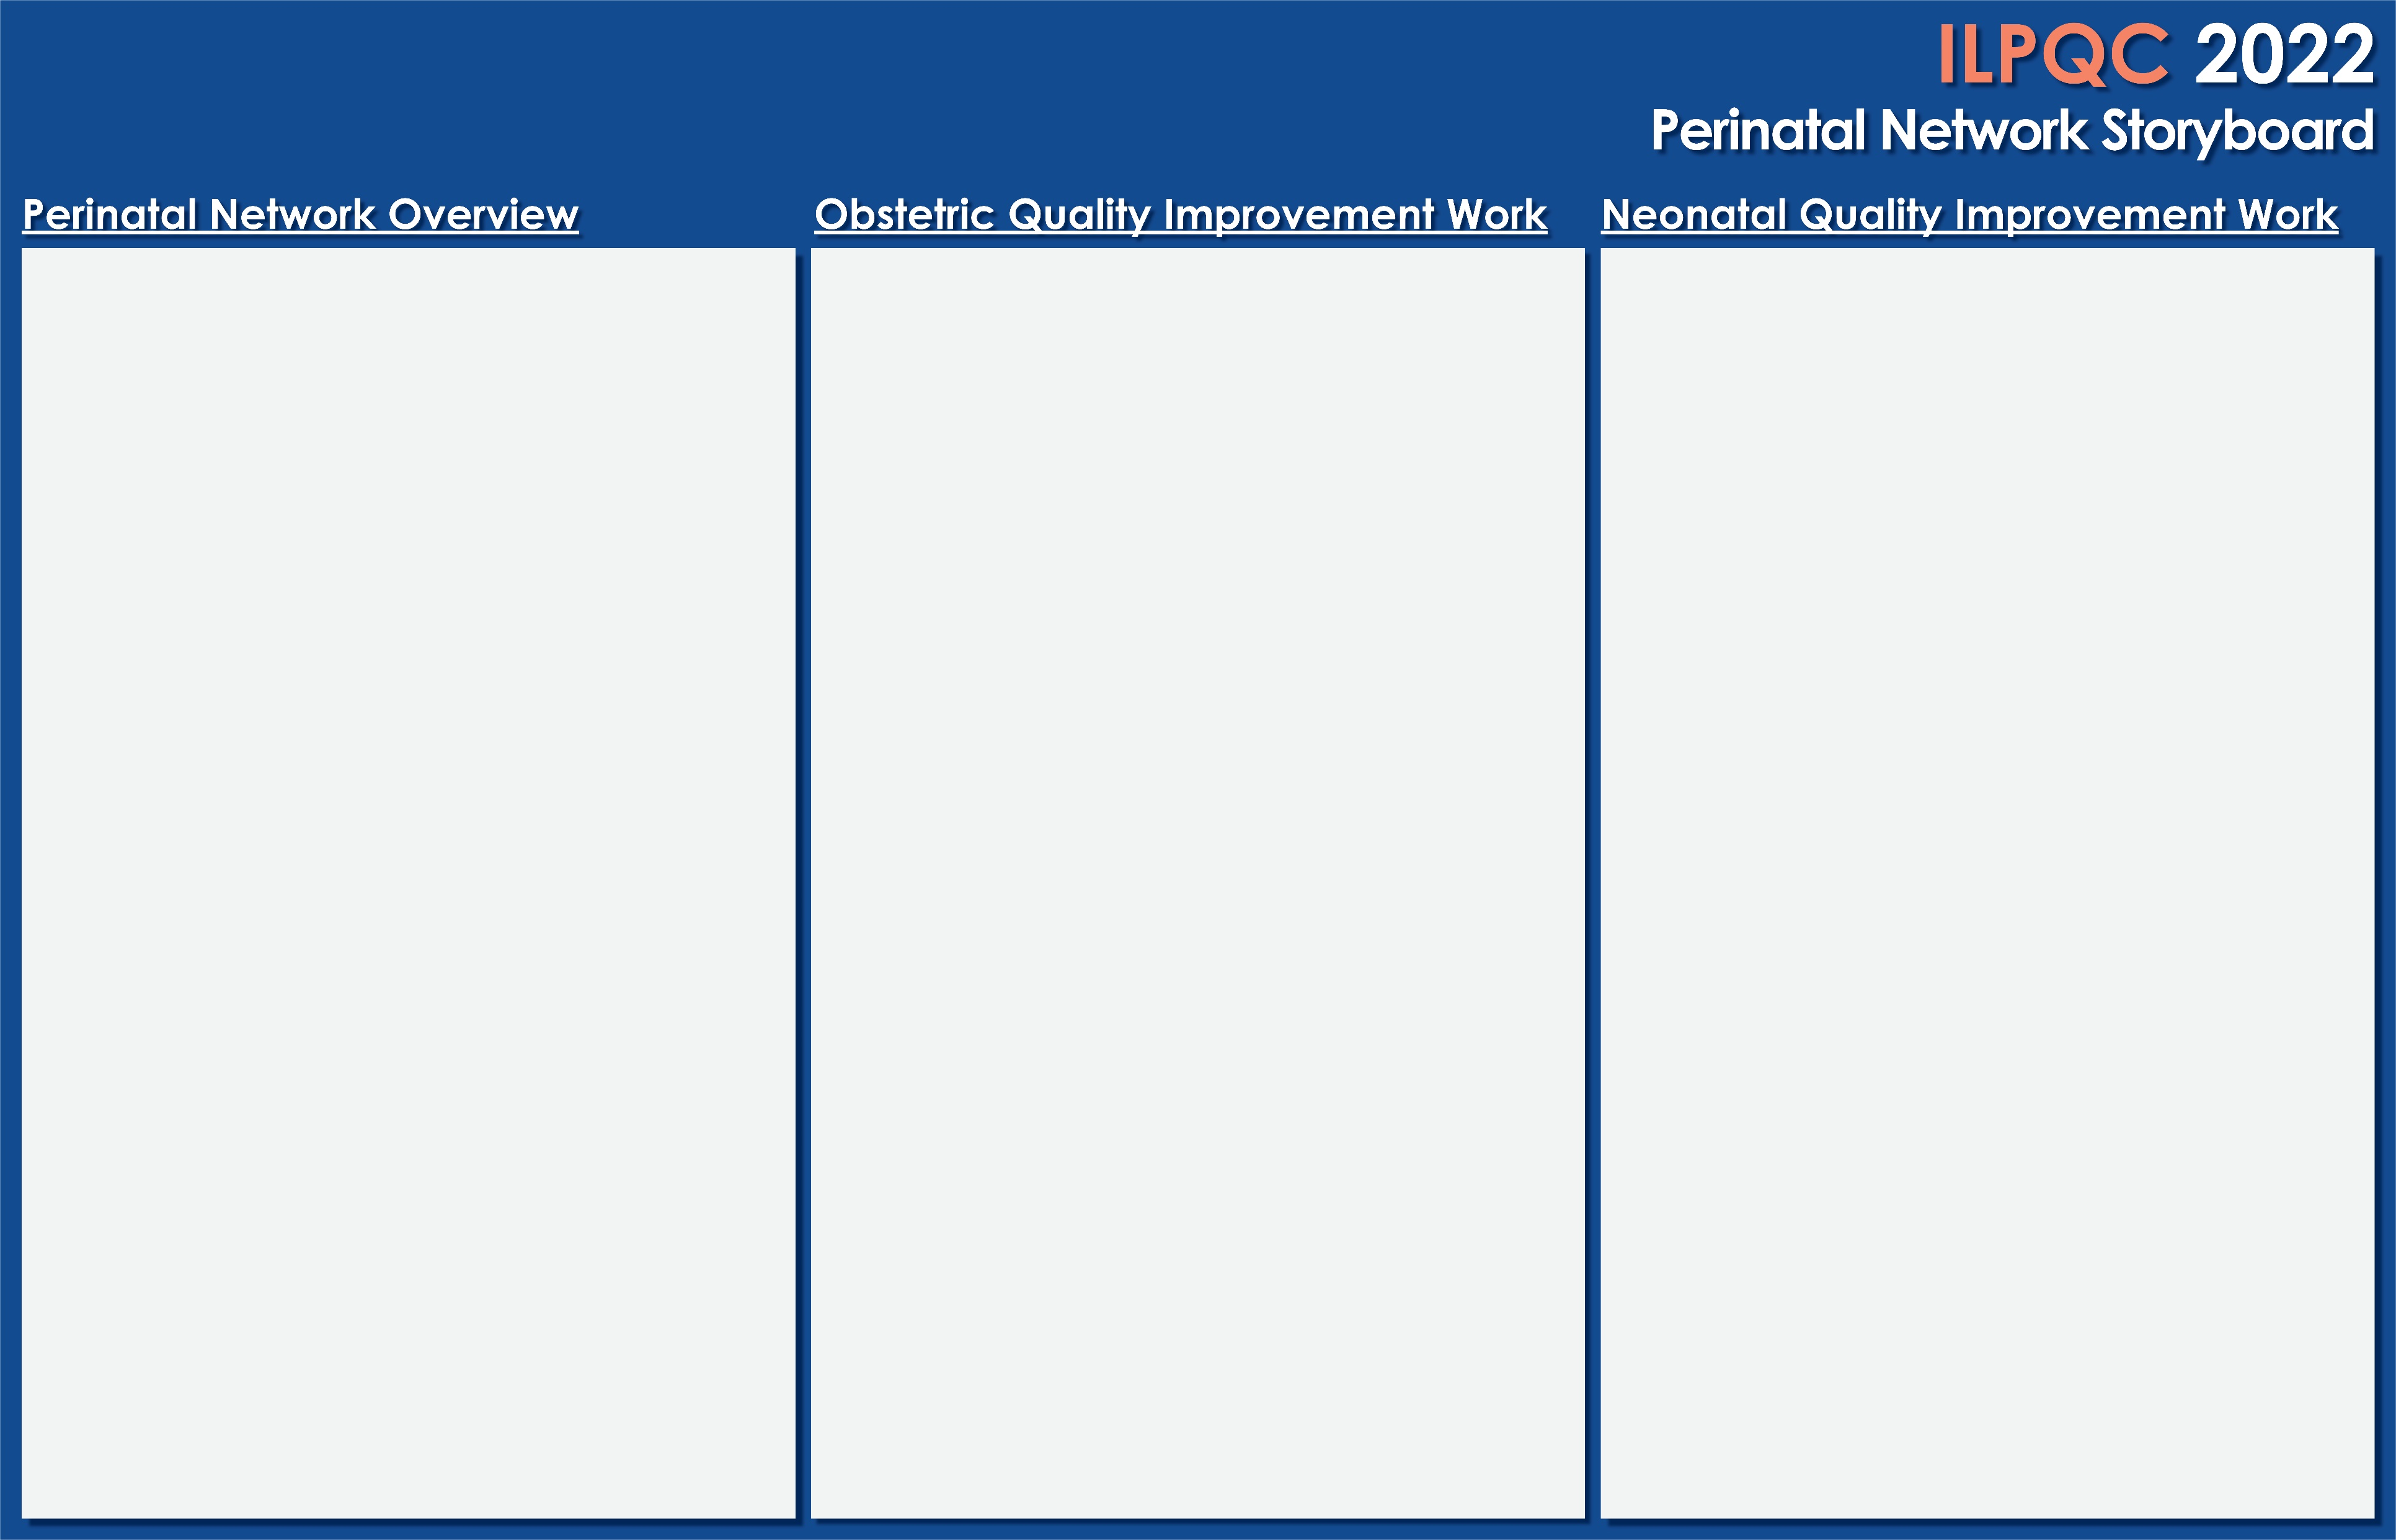 ILPQC 2022
Perinatal Network Storyboard
Perinatal Network Overview
Obstetric Quality Improvement Work
Neonatal Quality Improvement Work